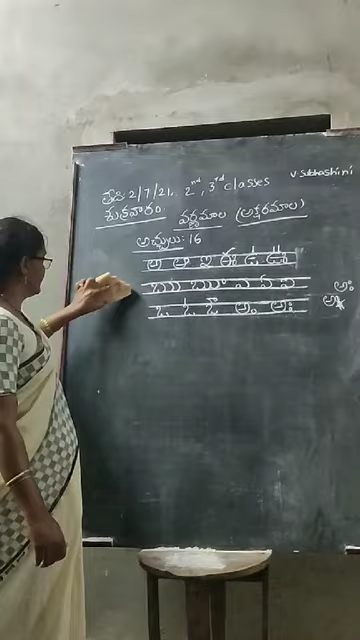 తేది: 2/7/21. 2nd, 3rd classes
V. Subhashini
శుక్రవారం.
వర్ణమాల (అక్షరమాల)
అచ్చులు: 16
అ ఆ ఇ ఈ ఉ ఊ
ఋ ౠ ఎ ఏ ఐ
ఒ ఓ ఔ అం అః
అః